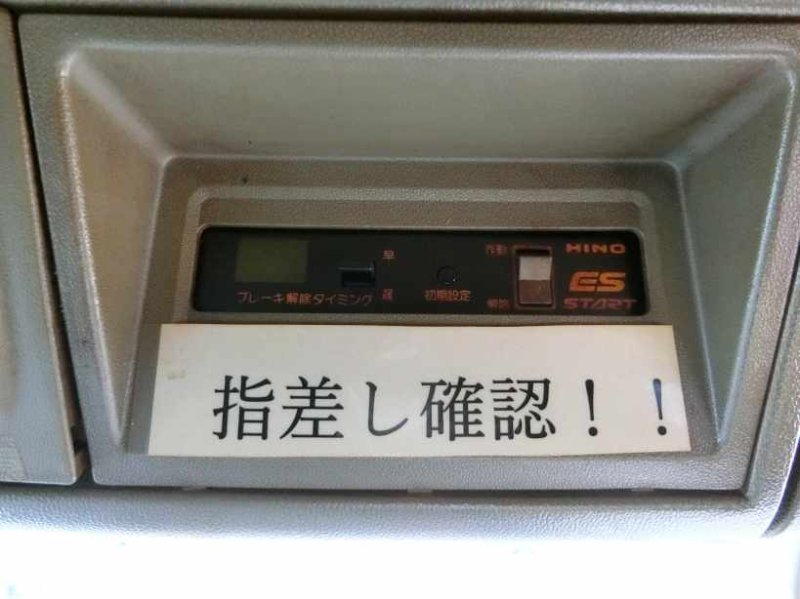 作動 HINO
早
ES
ブレーキ解除タイミング 遅 初期設定 解除 START
指差し確認！！